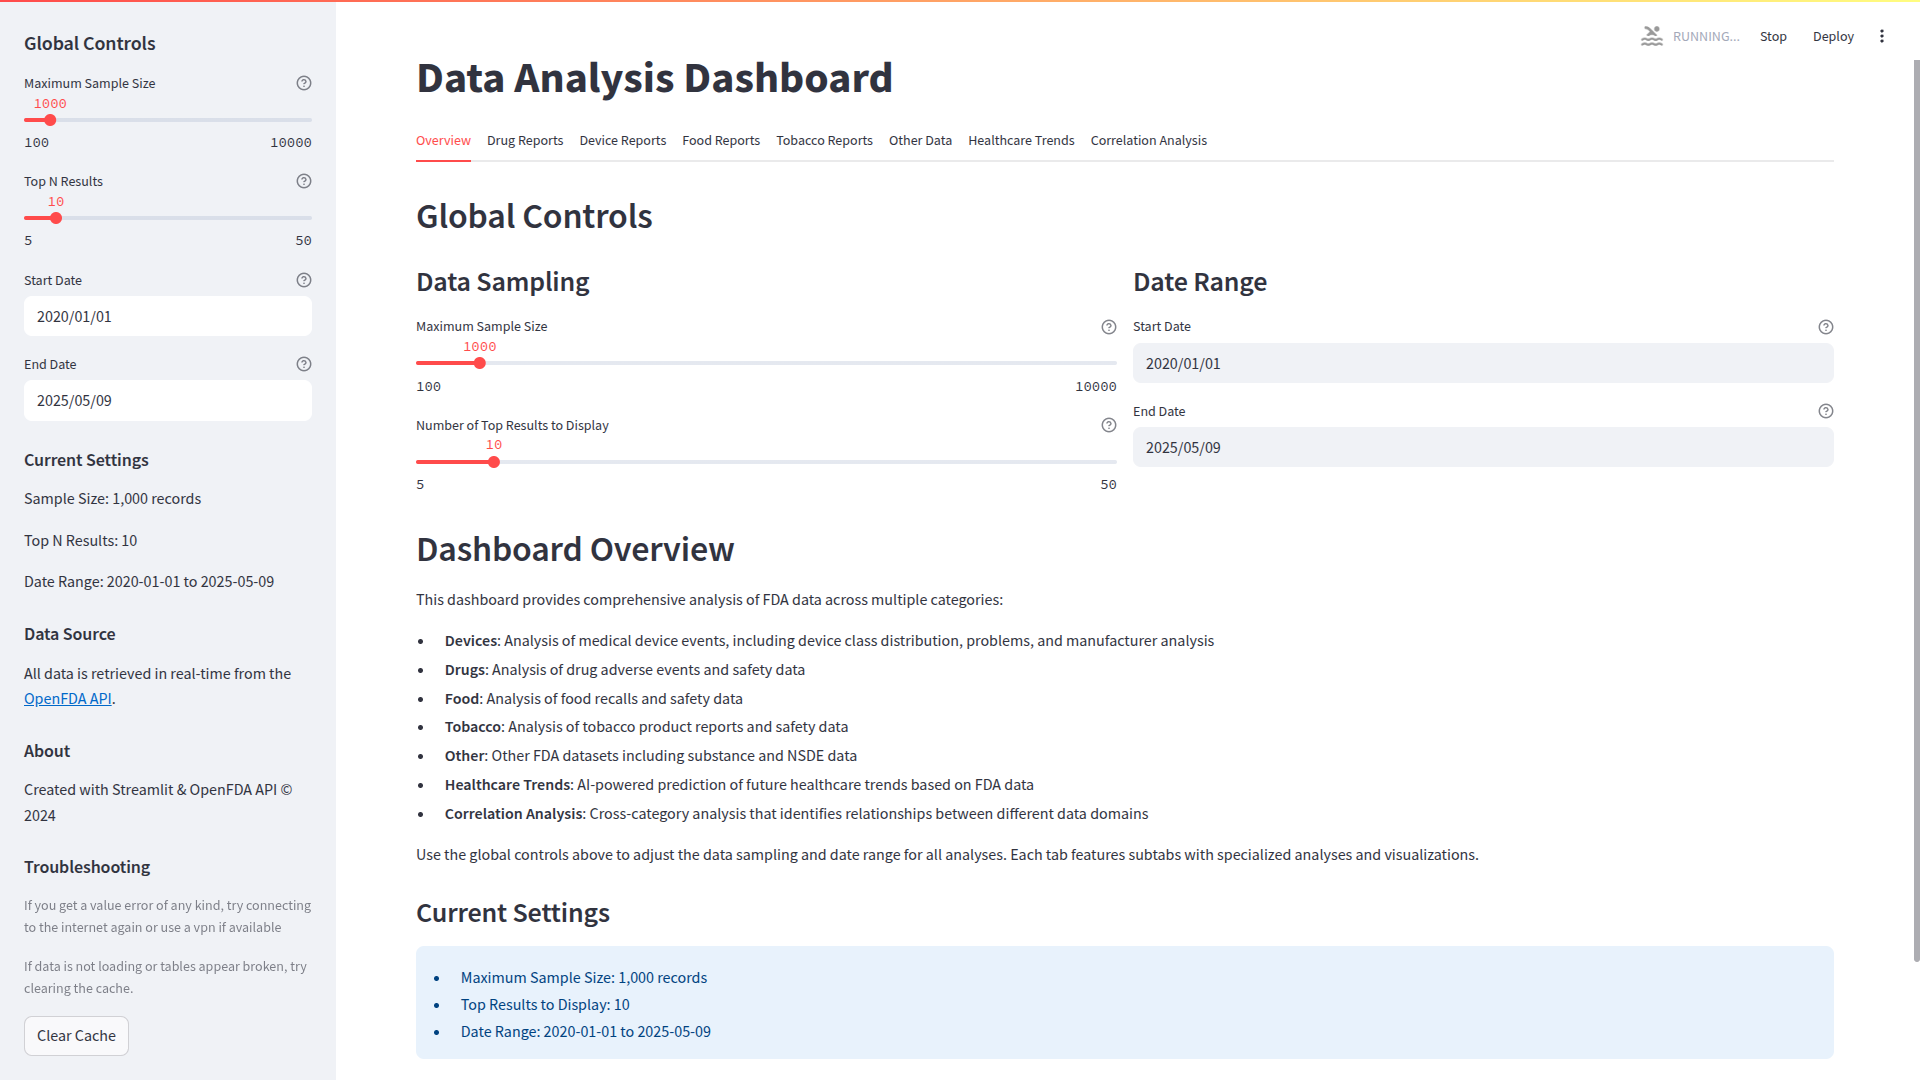 Global Controls
Maximum Sample Size
1000
100 10000
Top N Results
10
5 50
Start Date
2020/01/01
End Date
2025/05/09
Current Settings
Sample Size: 1,000 records
Top N Results: 10
Date Range: 2020-01-01 to 2025-05-09
Data Source
All data is retrieved in real-time from the
OpenFDA API.
About
Created with Streamlit & OpenFDA API ©
2024
Troubleshooting
If you get a value error of any kind, try connecting
to the internet again or use a vpn if available
If data is not loading or tables appear broken, try
clearing the cache.
Clear Cache
RUNNING... Stop Deploy
Data Analysis Dashboard
Overview Drug Reports Device Reports Food Reports Tobacco Reports Other Data Healthcare Trends Correlation Analysis
Global Controls
Data Sampling
Maximum Sample Size
1000
100 10000
Number of Top Results to Display
10
5 50
Date Range
Start Date
2020/01/01
End Date
2025/05/09
Dashboard Overview
This dashboard provides comprehensive analysis of FDA data across multiple categories:
• Devices: Analysis of medical device events, including device class distribution, problems, and manufacturer analysis
• Drugs: Analysis of drug adverse events and safety data
• Food: Analysis of food recalls and safety data
• Tobacco: Analysis of tobacco product reports and safety data
• Other: Other FDA datasets including substance and NSDE data
• Healthcare Trends: AI-powered prediction of future healthcare trends based on FDA data
• Correlation Analysis: Cross-category analysis that identifies relationships between different data domains
Use the global controls above to adjust the data sampling and date range for all analyses. Each tab features subtabs with specialized analyses and visualizations.
Current Settings
• Maximum Sample Size: 1,000 records
• Top Results to Display: 10
• Date Range: 2020-01-01 to 2025-05-09